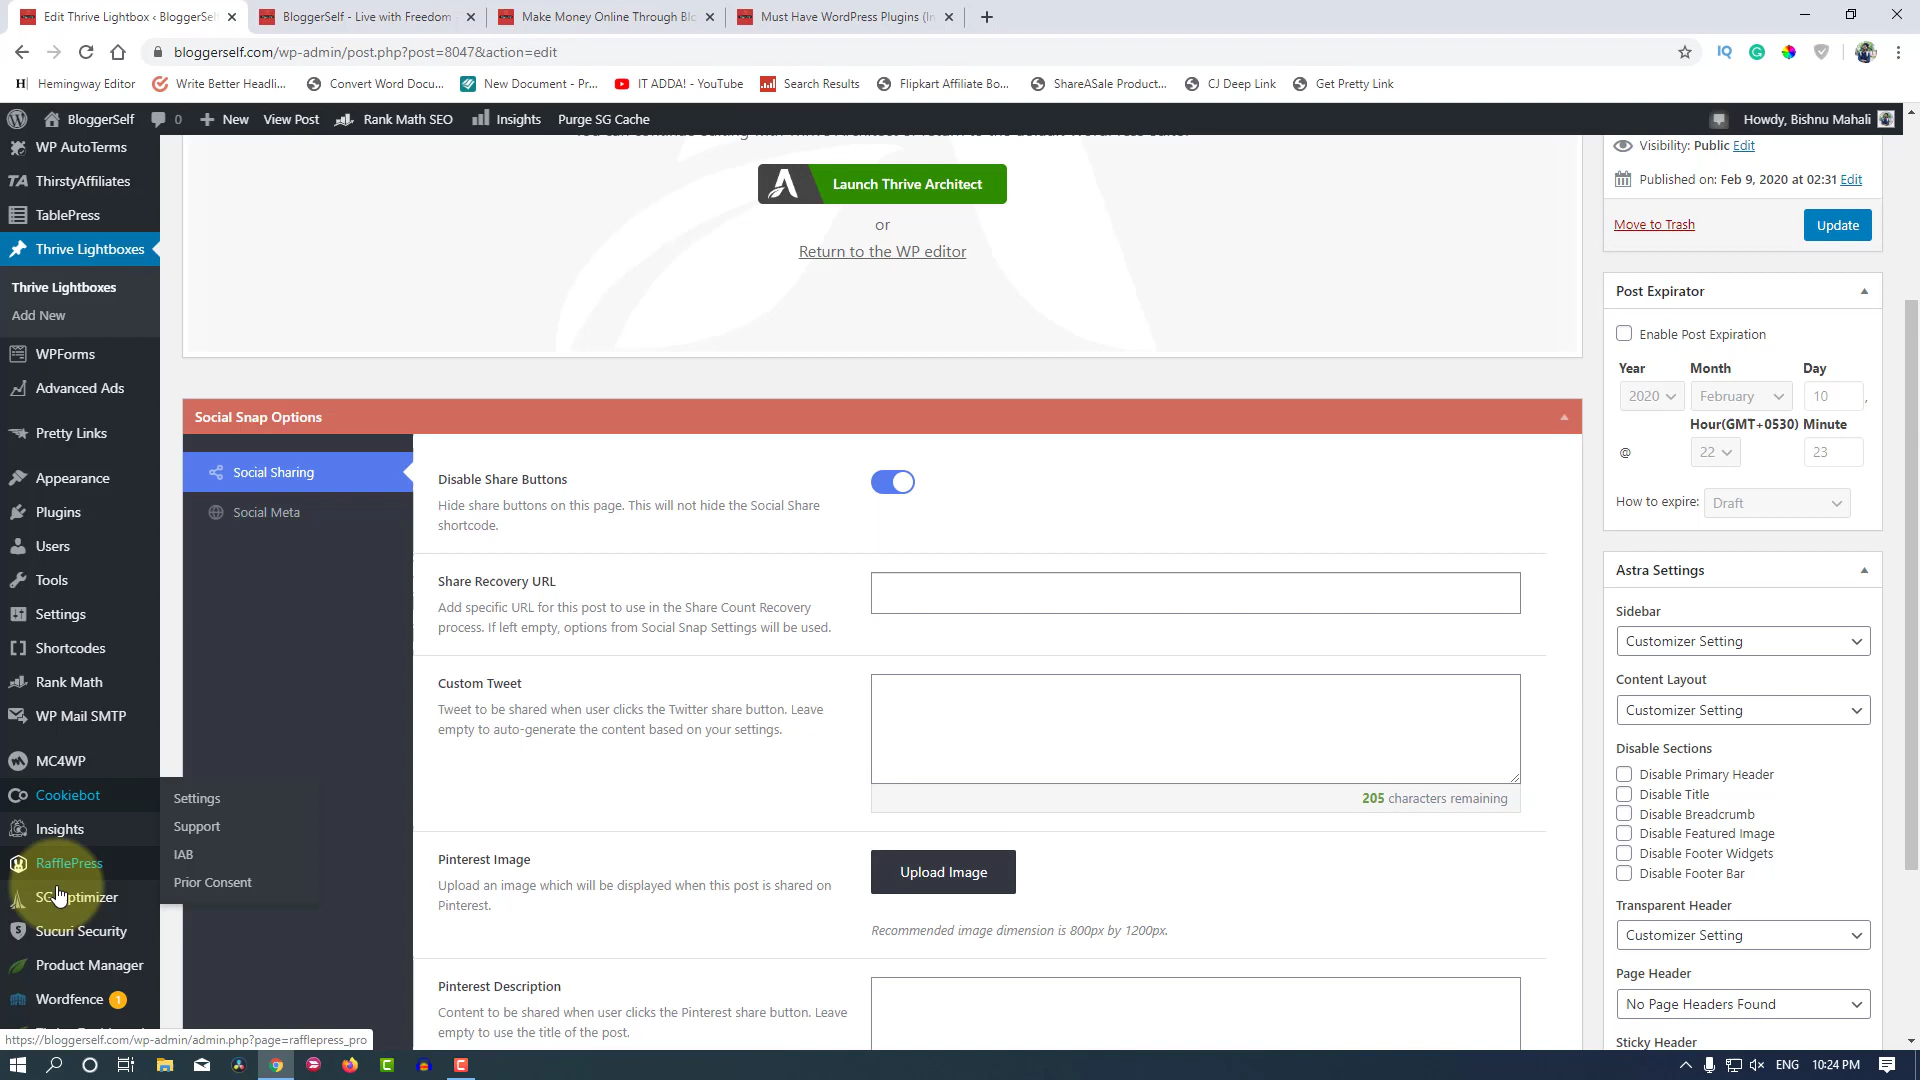 Edit Thrive Lightbox ‹ BloggerSelf
BloggerSelf - Live with Freedom
Make Money Online Through Blo
Must Have WordPress Plugins (In
bloggerself.com/wp-admin/post.php?post=8047&action=edit
Hemingway Editor
Write Better Headli...
Convert Word Docu...
New Document - Pr...
IT ADDA! - YouTube
Search Results
Flipkart Affiliate Bo...
ShareASale Product...
CJ Deep Link
Get Pretty Link
BloggerSelf
0
New
View Post
Rank Math SEO
Insights
Purge SG Cache
Howdy, Bishnu Mahali
WP AutoTerms
ThirstyAffiliates
TablePress
Thrive Lightboxes
Thrive Lightboxes
Add New
WPForms
Advanced Ads
Pretty Links
Appearance
Plugins
Users
Tools
Settings
Shortcodes
Rank Math
WP Mail SMTP
MC4WP
Cookiebot
Insights
RafflePress
SG Optimizer
Sucuri Security
Product Manager
Wordfence 1
Settings
Support
IAB
Prior Consent
https://bloggerself.com/wp-admin/admin.php?page=rafflepress_pro
Launch Thrive Architect
or
Return to the WP editor
Social Snap Options
Social Sharing
Social Meta
Disable Share Buttons
Hide share buttons on this page. This will not hide the Social Share
shortcode.
Share Recovery URL
Add specific URL for this post to use in the Share Count Recovery
process. If left empty, options from Social Snap Settings will be used.
Custom Tweet
Tweet to be shared when user clicks the Twitter share button. Leave
empty to auto-generate the content based on your settings.
205 characters remaining
Pinterest Image
Upload an image which will be displayed when this post is shared on
Pinterest.
Upload Image
Recommended image dimension is 800px by 1200px.
Pinterest Description
Content to be shared when user clicks the Pinterest share button. Leave
empty to use the title of the post.
Visibility: Public Edit
Published on: Feb 9, 2020 at 02:31 Edit
Move to Trash
Update
Post Expirator
Enable Post Expiration
Year Month Day
2020 February 10 ,
Hour(GMT+0530) Minute
@ 22 23
How to expire: Draft
Astra Settings
Sidebar
Customizer Setting
Content Layout
Customizer Setting
Disable Sections
Disable Primary Header
Disable Title
Disable Breadcrumb
Disable Featured Image
Disable Footer Widgets
Disable Footer Bar
Transparent Header
Customizer Setting
Page Header
No Page Headers Found
Sticky Header
ENG
10:24 PM